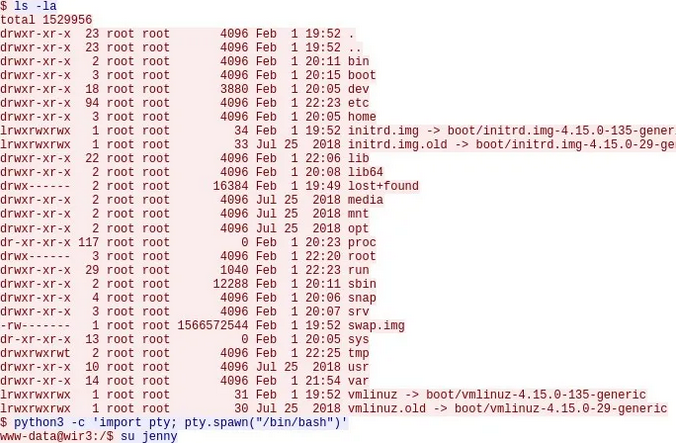 $ ls -la
total 1529956
drwxr-xr-x  23 root root       4096 Feb  1 19:52 .
drwxr-xr-x  23 root root       4096 Feb  1 19:52 ..
drwxr-xr-x   2 root root       4096 Feb  1 20:11 bin
drwxr-xr-x   3 root root       4096 Feb  1 20:15 boot
drwxr-xr-x  18 root root       3880 Feb  1 20:05 dev
drwxr-xr-x  94 root root       4096 Feb  1 22:23 etc
drwxr-xr-x   3 root root       4096 Feb  1 20:05 home
lrwxrwxrwx   1 root root         34 Feb  1 19:52 initrd.img -> boot/initrd.img-4.15.0-135-gener
lrwxrwxrwx   1 root root         33 Jul 25  2018 initrd.img.old -> boot/initrd.img-4.15.0-29-ge
drwxr-xr-x  22 root root       4096 Feb  1 22:06 lib
drwxr-xr-x   2 root root       4096 Feb  1 20:08 lib64
drwx------   2 root root      16384 Feb  1 19:49 lost+found
drwxr-xr-x   2 root root       4096 Jul 25  2018 media
drwxr-xr-x   2 root root       4096 Jul 25  2018 mnt
drwxr-xr-x   2 root root       4096 Jul 25  2018 opt
dr-xr-xr-x 117 root root          0 Feb  1 20:23 proc
drwx------   3 root root       4096 Feb  1 22:20 root
drwxr-xr-x  29 root root       1040 Feb  1 22:23 run
drwxr-xr-x   2 root root      12288 Feb  1 20:11 sbin
drwxr-xr-x   4 root root       4096 Feb  1 20:06 snap
drwxr-xr-x   3 root root       4096 Feb  1 20:07 srv
-rw-------   1 root root 1566572544 Feb  1 19:52 swap.img
dr-xr-xr-x  13 root root          0 Feb  1 20:05 sys
drwxrwxrwt   2 root root       4096 Feb  1 22:25 tmp
drwxr-xr-x  10 root root       4096 Jul 25  2018 usr
drwxr-xr-x  14 root root       4096 Feb  1 21:54 var
lrwxrwxrwx   1 root root         31 Feb  1 19:52 vmlinuz -> boot/vmlinuz-4.15.0-135-generic
lrwxrwxrwx   1 root root         30 Jul 25  2018 vmlinuz.old -> boot/vmlinuz-4.15.0-29-generic
$ python3 -c 'import pty; pty.spawn("/bin/bash")'
www-data@wir3:/$ su jenny